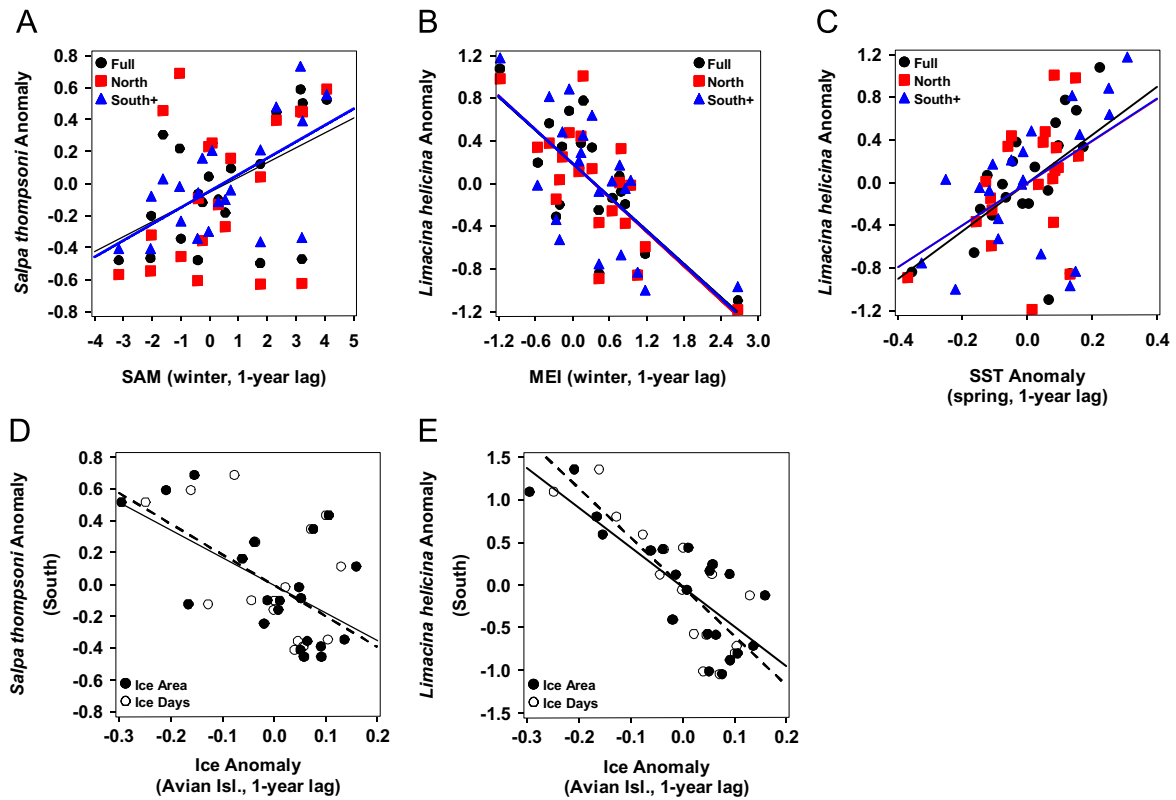 A
Salpa thompsoni Anomaly
0.8
0.6
0.4
0.2
0.0
-0.2
-0.4
-0.6
-0.8
Full
North
South+
-4 -3 -2 -1 0 1 2 3 4 5
SAM (winter, 1-year lag)
B
Limacina helicina Anomaly
1.2
0.8
0.4
0.0
-0.4
-0.8
-1.2
Full
North
South+
-1.2 -0.6 0.0 0.6 1.2 1.8 2.4 3.0
MEI (winter, 1-year lag)
C
Limacina helicina Anomaly
1.2
0.8
0.4
0.0
-0.4
-0.8
-1.2
Full
North
South+
-0.4 -0.2 0.0 0.2 0.4
SST Anomaly
(spring, 1-year lag)
D
Salpa thompsoni Anomaly
(South)
0.8
0.6
0.4
0.2
0.0
-0.2
-0.4
-0.6
-0.8
Ice Area
Ice Days
-0.3 -0.2 -0.1 0.0 0.1 0.2
Ice Anomaly
(Avian Isl., 1-year lag)
E
Limacina helicina Anomaly
(South)
1.5
1.0
0.5
0.0
-0.5
-1.0
-1.5
Ice Area
Ice Days
-0.3 -0.2 -0.1 0.0 0.1 0.2
Ice Anomaly
(Avian Isl., 1-year lag)